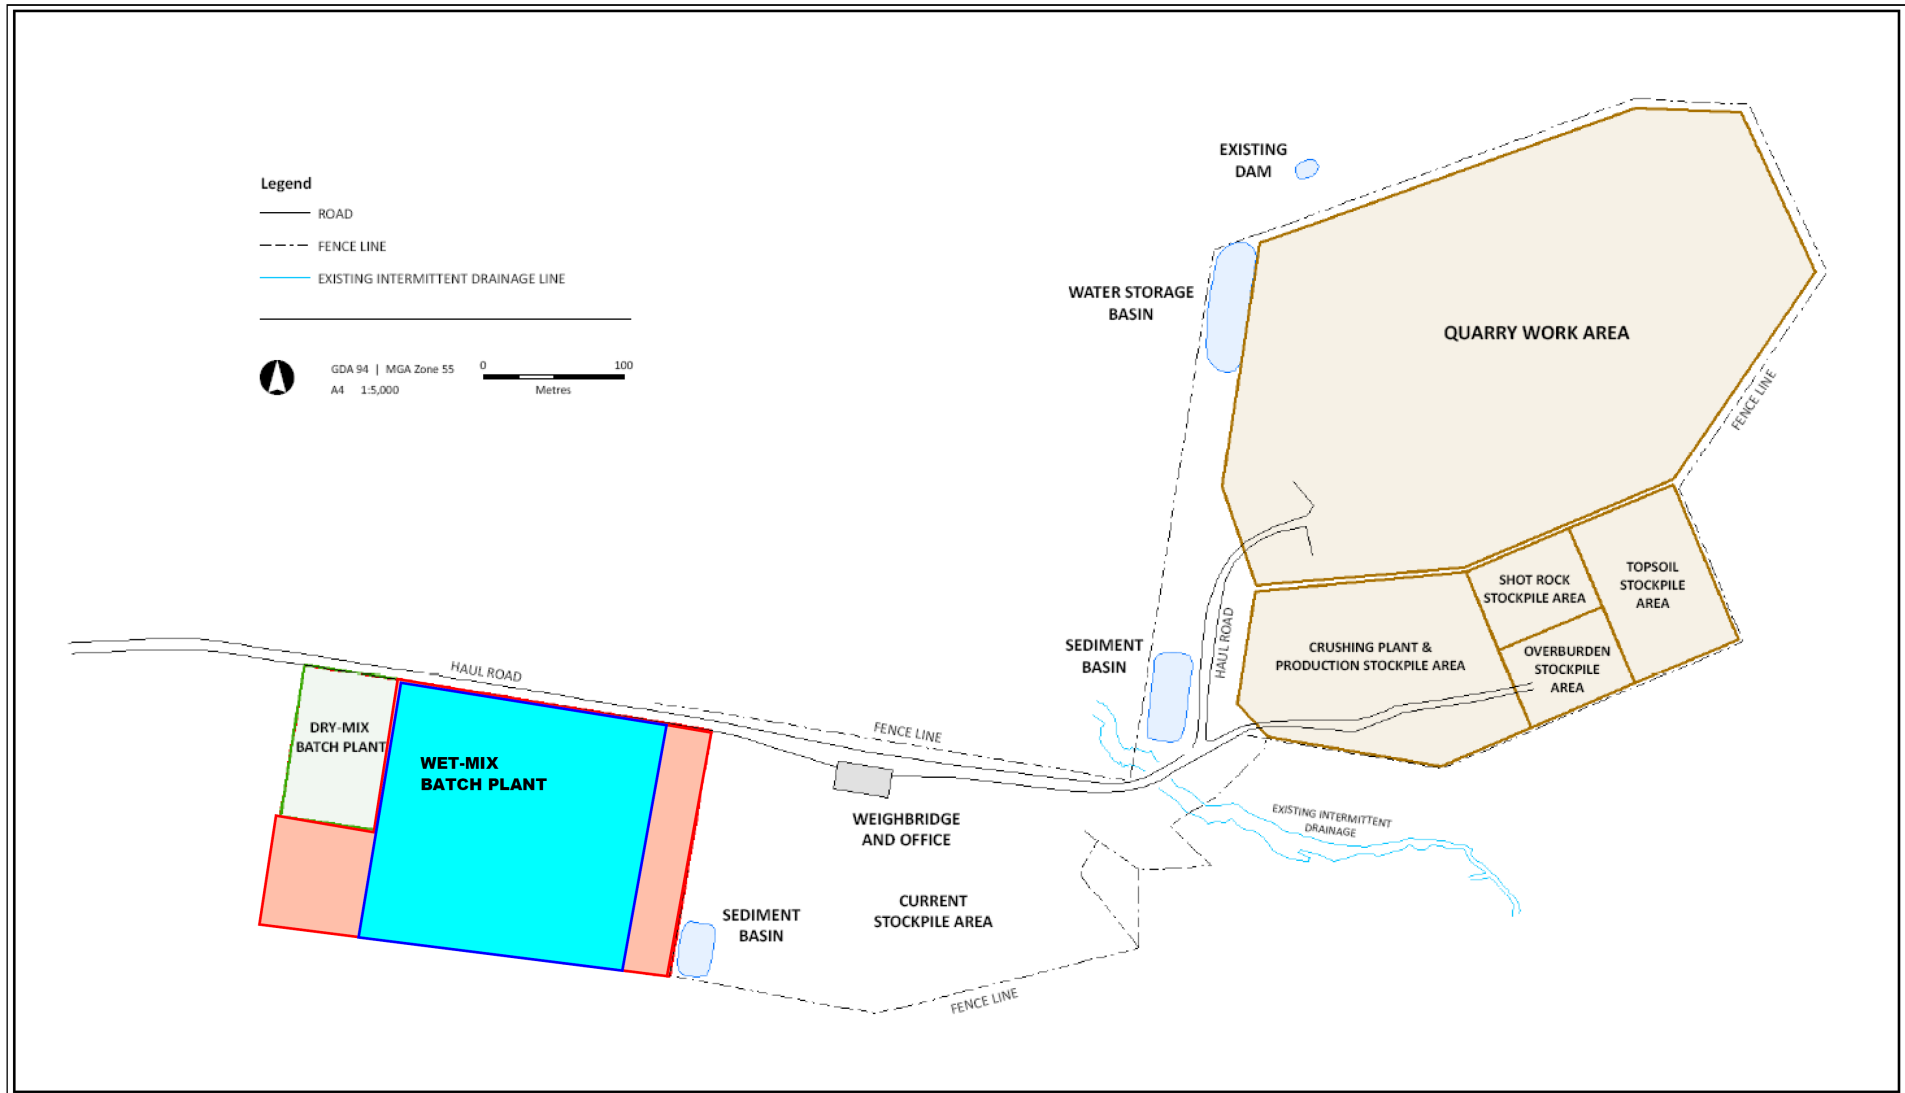 EXISTING
DAM
Legend
ROAD
FENCE LINE
EXISTING INTERMITTENT DRAINAGE LINE
WATER STORAGE
BASIN
QUARRY WORK AREA
GDA 94 | MGA Zone 55
A4 1:5,000
0 100
Metres
FENCE LINE
SHOT ROCK
STOCKPILE AREA
TOPSOIL
STOCKPILE
AREA
HAUL ROAD
SEDIMENT
BASIN
CRUSHING PLANT &
PRODUCTION STOCKPILE AREA
OVERBURDEN
STOCKPILE
AREA
HAUL ROAD
DRY-MIX
BATCH PLANT
FENCE LINE
WET-MIX
BATCH PLANT
WEIGHBRIDGE
AND OFFICE
EXISTING INTERMITTENT
DRAINAGE
CURRENT
STOCKPILE AREA
SEDIMENT
BASIN
FENCE LINE